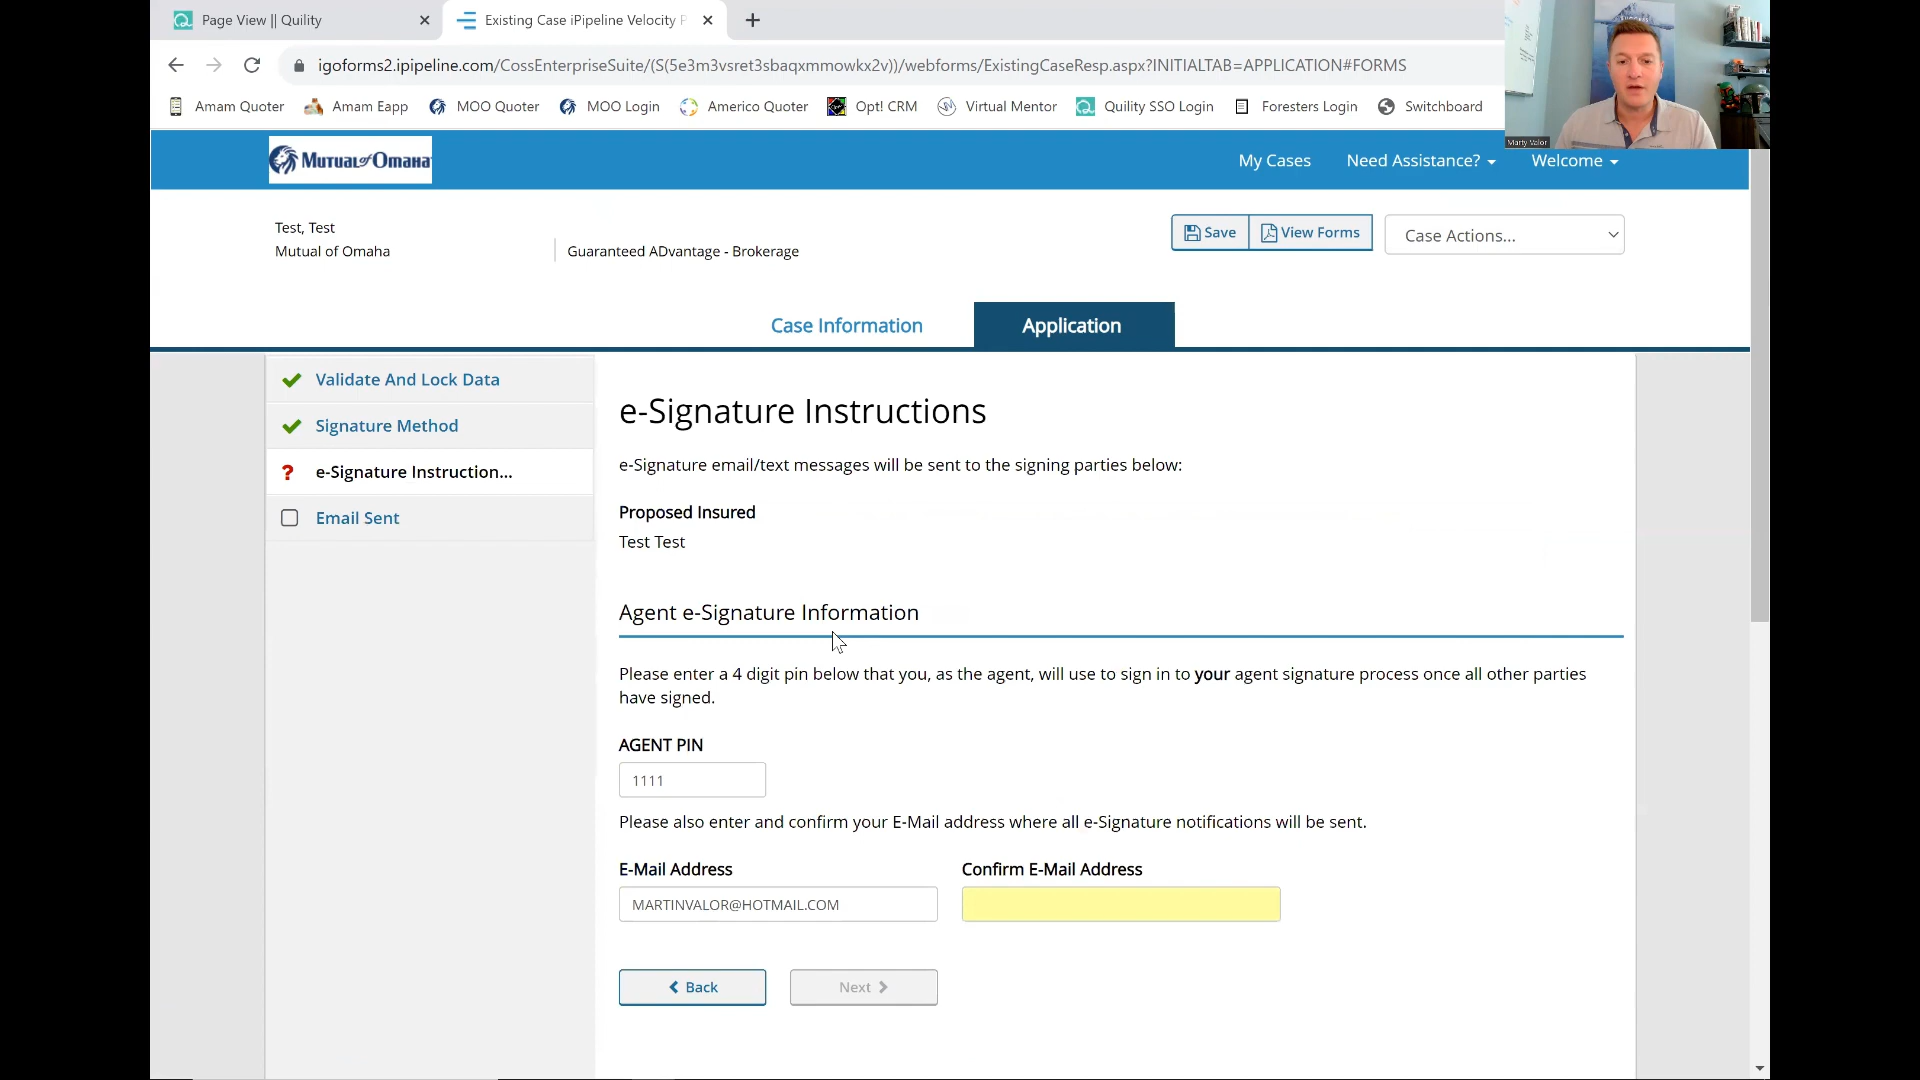 Page View || Quility
Existing Case iPipeline Velocity
igoforms2.ipipeline.com/CossEnterpriseSuite/(S(5e3m3vsret3sbaqxmmowkx2v))/webforms/ExistingCaseResp.aspx?INITIALTAB=APPLICATION#FORMS
Amam Quoter Amam Eapp MOO Quoter MOO Login Americo Quoter Opt! CRM Virtual Mentor Quility SSO Login Foresters Login Switchboard
Marty Valor
Mutual of Omaha
My Cases Need Assistance? Welcome
Test, Test
Mutual of Omaha
Guaranteed ADvantage - Brokerage
Save View Forms Case Actions...
Case Information Application
Validate And Lock Data
Signature Method
? e-Signature Instruction...
Email Sent
e-Signature Instructions
e-Signature email/text messages will be sent to the signing parties below:
Proposed Insured
Test Test
Agent e-Signature Information
Please enter a 4 digit pin below that you, as the agent, will use to sign in to your agent signature process once all other parties
have signed.
AGENT PIN
1111
Please also enter and confirm your E-Mail address where all e-Signature notifications will be sent.
E-Mail Address Confirm E-Mail Address
MARTINVALOR@HOTMAIL.COM
Back Next